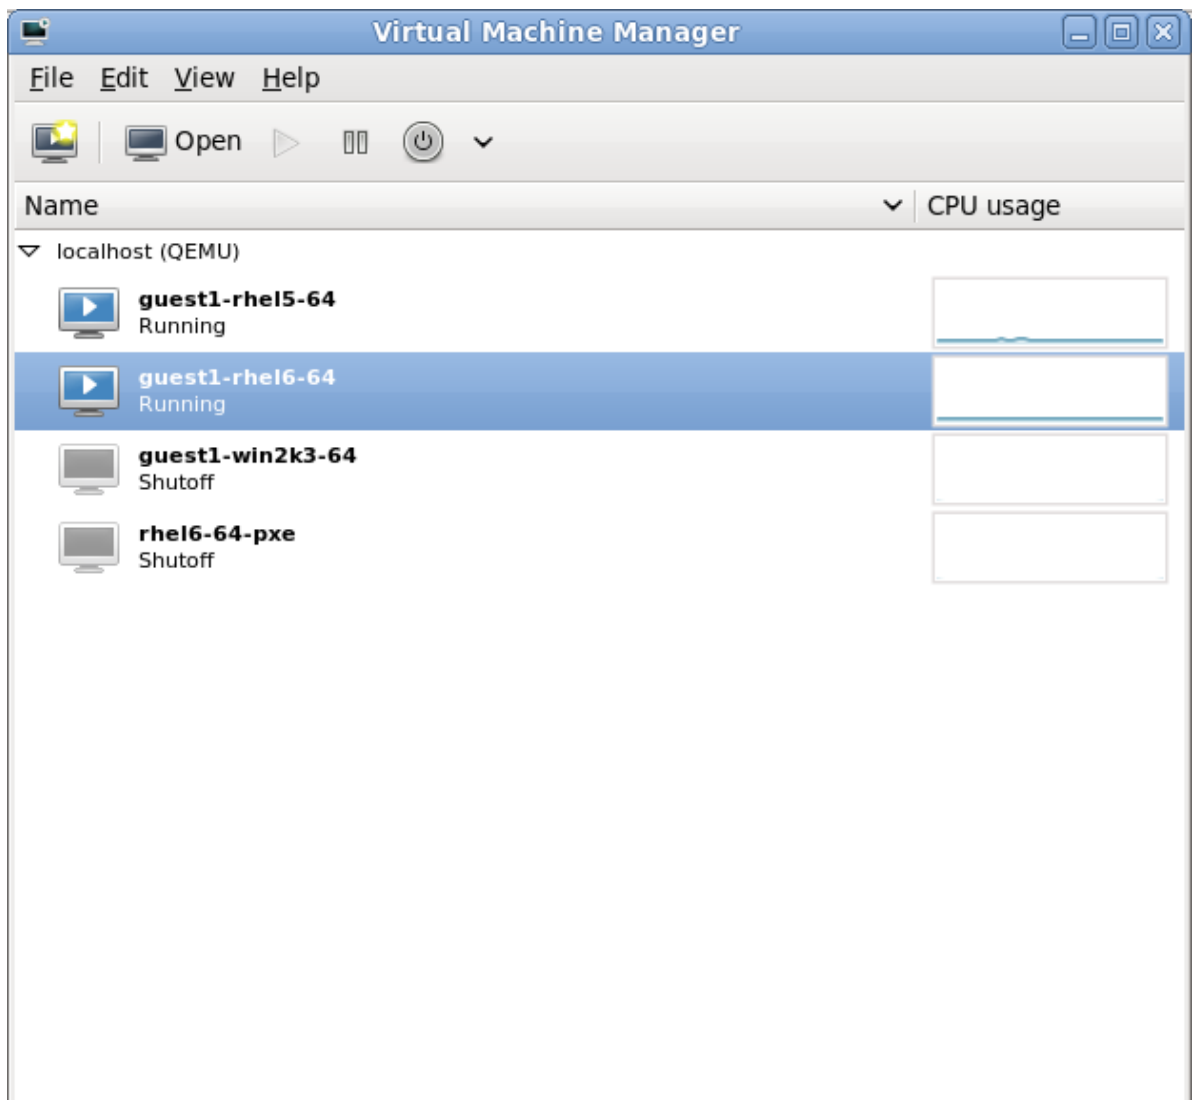 Virtual Machine Manager
File Edit View Help
Open
Name CPU usage
localhost (QEMU)
guest1-rhel5-64
Running
guest1-rhel6-64
Running
guest1-win2k3-64
Shutoff
rhel6-64-pxe
Shutoff